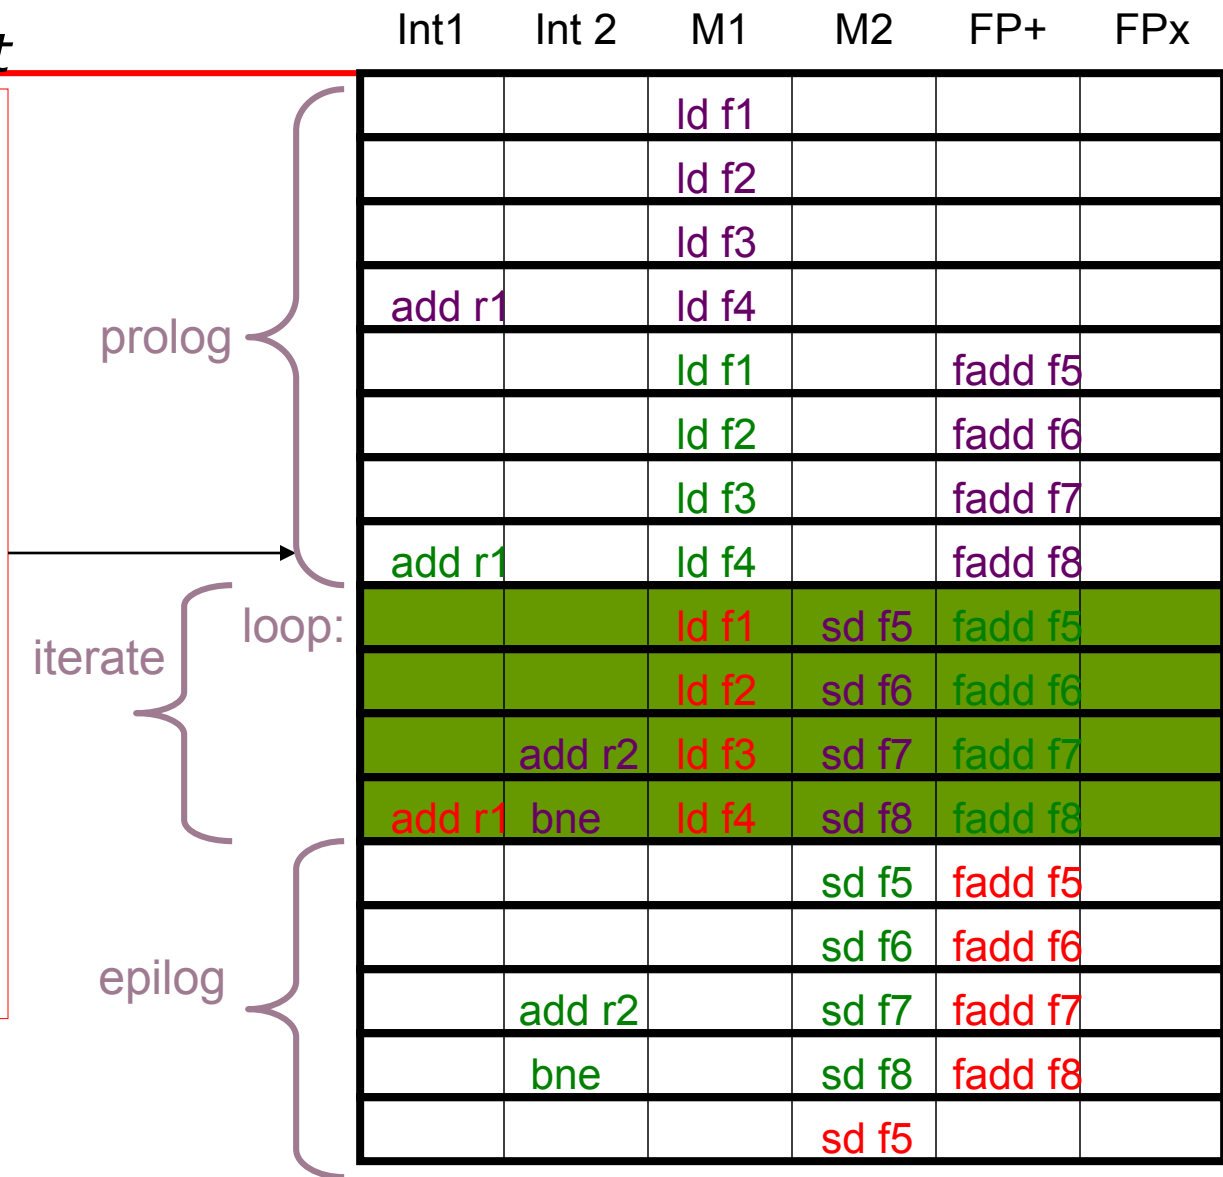 Int1 Int 2 M1 M2 FP+ FPx
t
ld f1
ld f2
ld f3
add r1 ld f4
prolog
ld f1 fadd f5
ld f2 fadd f6
ld f3 fadd f7
add r1 ld f4 fadd f8
loop: ld f1 sd f5 fadd f5
iterate
ld f2 sd f6 fadd f6
add r2 ld f3 sd f7 fadd f7
add r1 bne ld f4 sd f8 fadd f8
sd f5 fadd f5
sd f6 fadd f6
epilog
add r2 sd f7 fadd f7
bne sd f8 fadd f8
sd f5